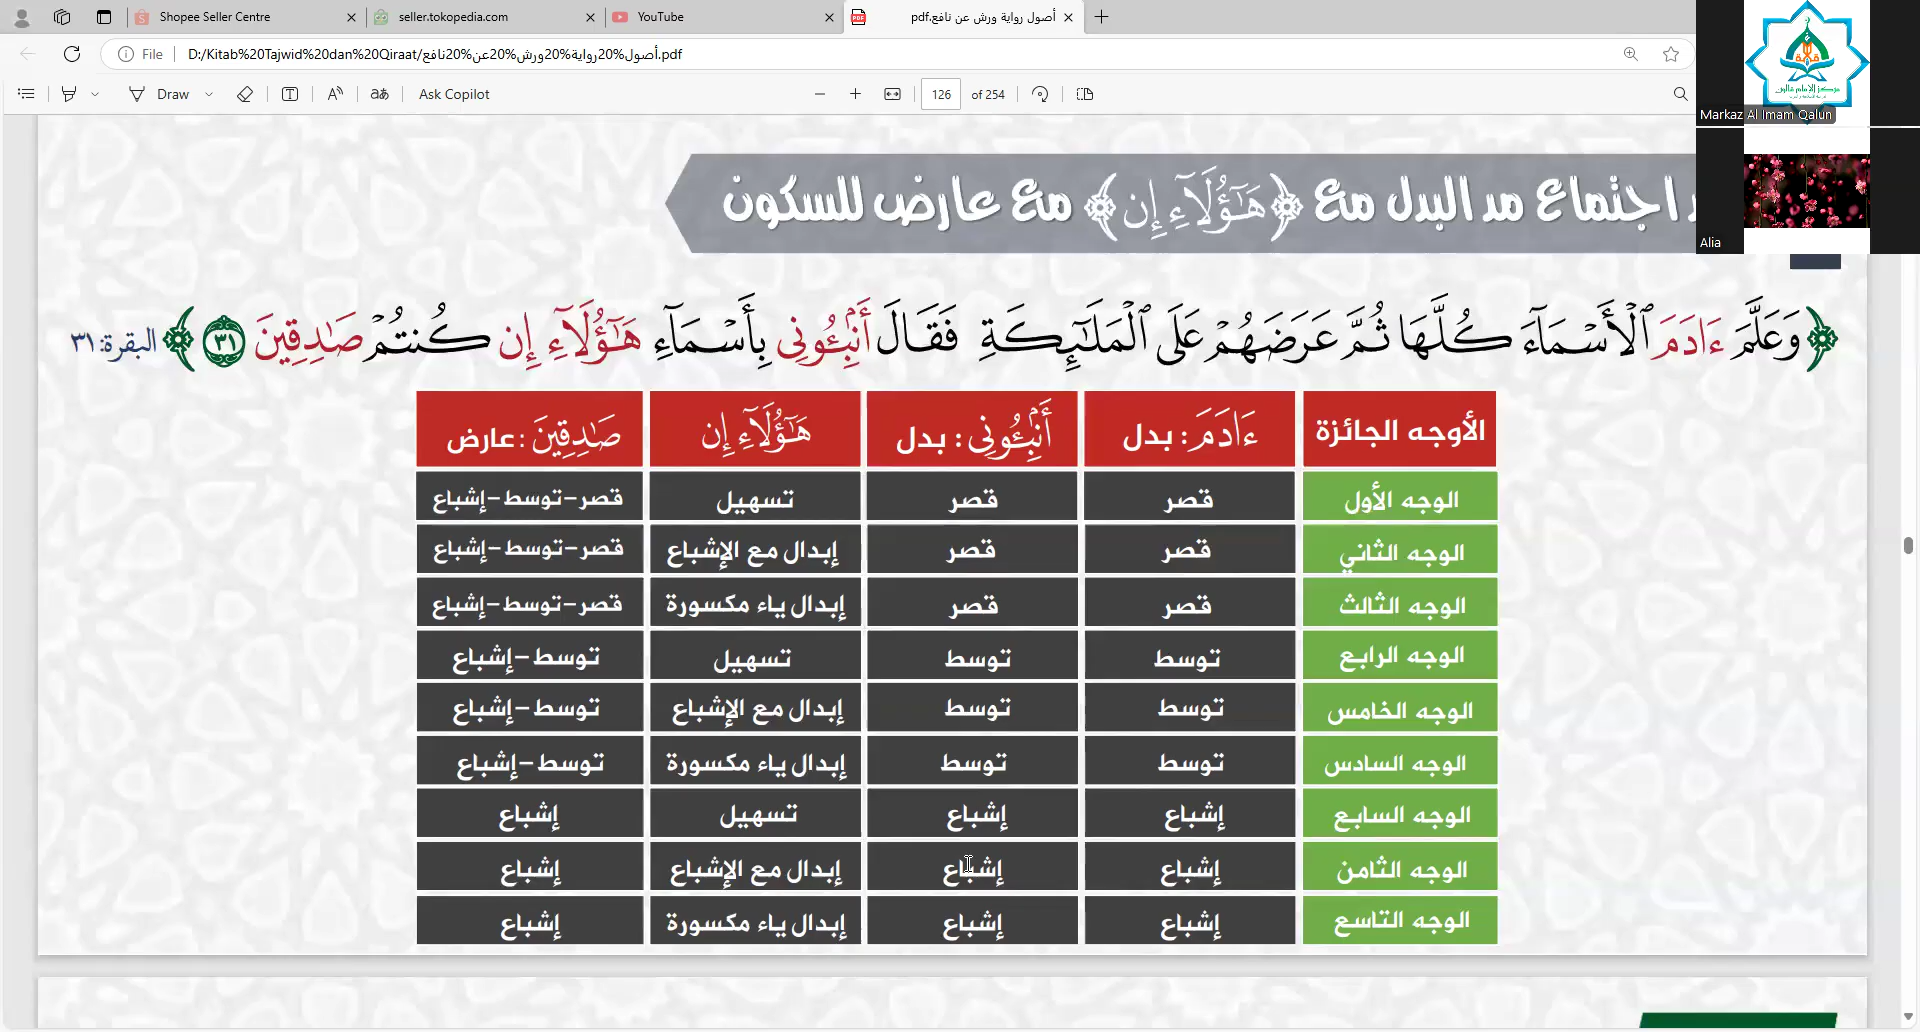 Shopee Seller Centre
seller.tokopedia.com
YouTube
أصول رواية ورش عن نافع.pdf
File D:/Kitab%20Tajwid%20dan%20Qiraat/أصول%20رواية%20ورش%20عن%20نافع.pdf
Draw
Ask Copilot
126 of 254
Markaz Al Imam Qalun
Alia
اجتماع مد البدل مع ﴿هَٰٓؤُلَآءِ إِن﴾ مع عارض للسكون
﴿وَعَلَّمَ ءَادَمَ ٱلْأَسْمَآءَ كُلَّهَا ثُمَّ عَرَضَهُمْ عَلَى ٱلْمَلَٰٓئِكَةِ فَقَالَ أَنۢبِـُٔونِى بِأَسْمَآءِ هَٰٓؤُلَآءِ إِن كُنتُمْ صَٰدِقِينَ ٣١﴾ البقرة: ٣١
الأوجه الجائزة ءَادَمَ: بدل أَنۢبِـُٔونِى: بدل هَٰٓؤُلَآءِ إِن صَٰدِقِينَ: عارض
الوجه الأول قصر قصر تسهيل قصر-توسط-إشباع
الوجه الثاني قصر قصر إبدال مع الإشباع قصر-توسط-إشباع
الوجه الثالث قصر قصر إبدال ياء مكسورة قصر-توسط-إشباع
الوجه الرابع توسط توسط تسهيل توسط-إشباع
الوجه الخامس توسط توسط إبدال مع الإشباع توسط-إشباع
الوجه السادس توسط توسط إبدال ياء مكسورة توسط-إشباع
الوجه السابع إشباع إشباع تسهيل إشباع
الوجه الثامن إشباع إشباع إبدال مع الإشباع إشباع
الوجه التاسع إشباع إشباع إبدال ياء مكسورة إشباع